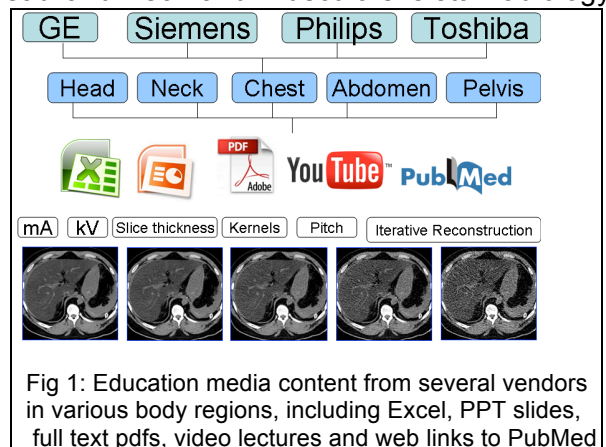 GE Siemens Philips Toshiba
Head Neck Chest Abdomen Pelvis
PDF
Adobe
YouTube™ PubMed
mA kV Slice thickness Kernels Pitch Iterative Reconstruction
Fig 1: Education media content from several vendors
in various body regions, including Excel, PPT slides,
full text pdfs, video lectures and web links to PubMed